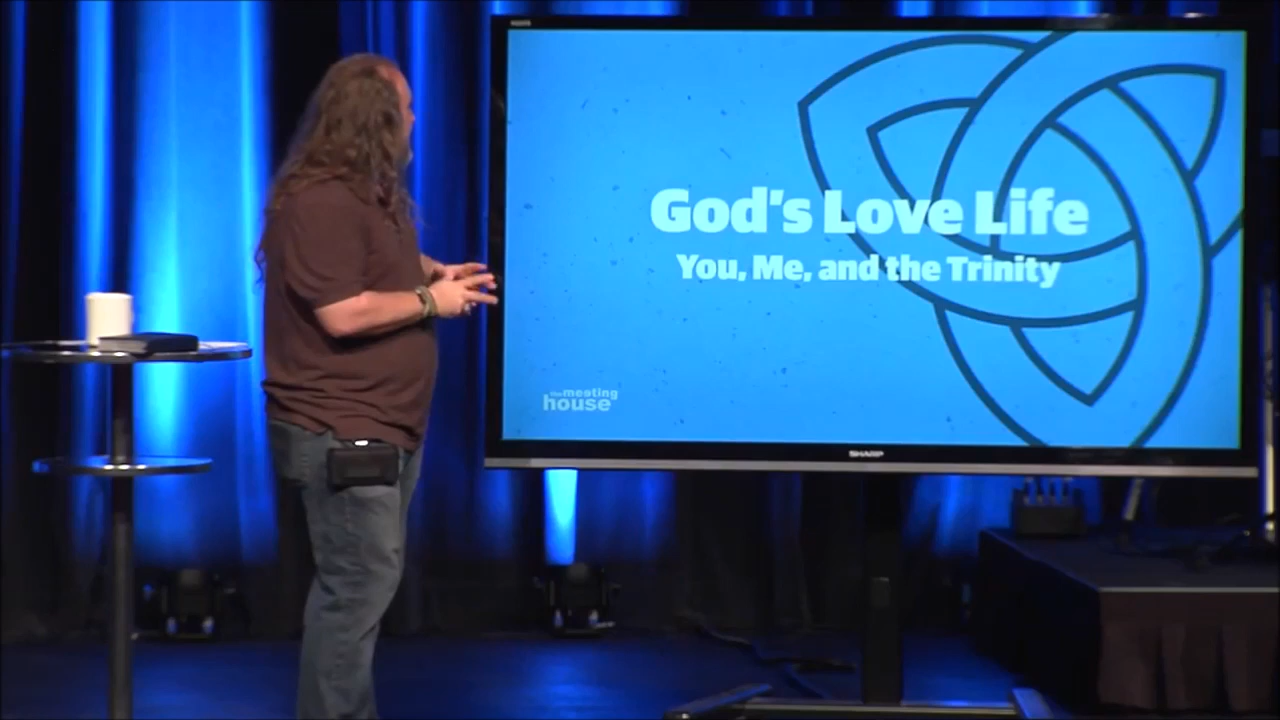 God's Love Life
You, Me, and the Trinity
the meeting
house
SHARP